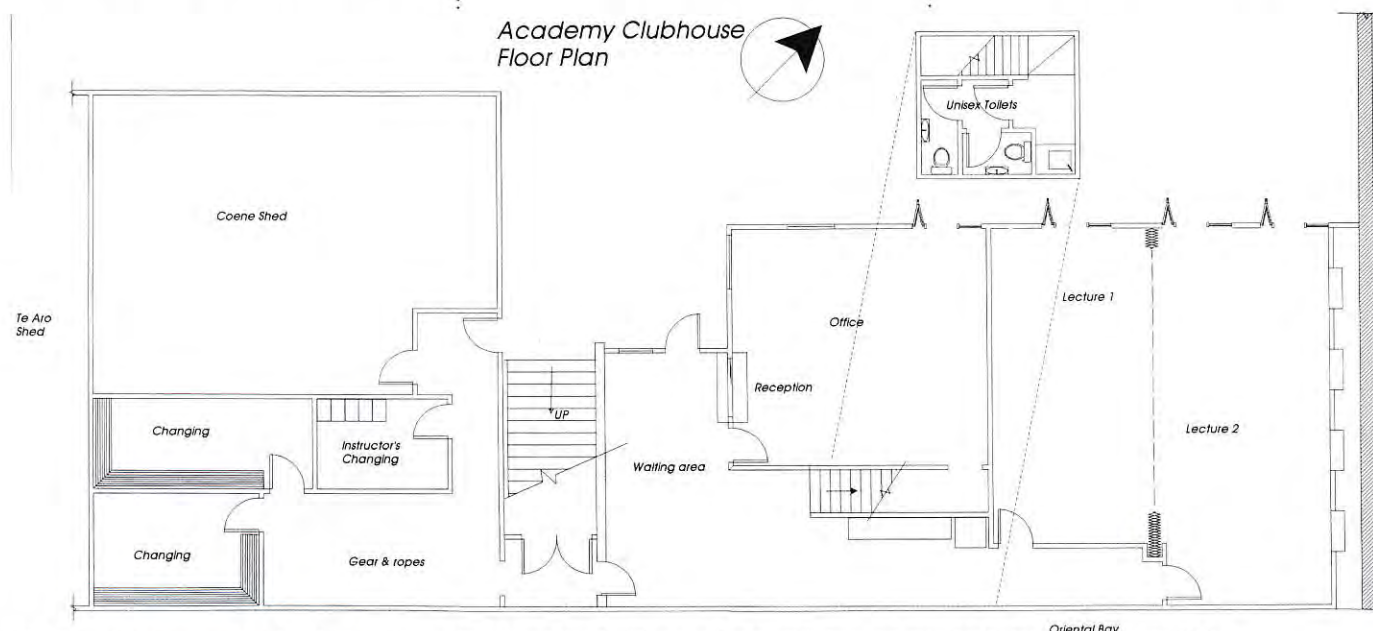 Academy Clubhouse
Floor Plan
Unisex Toilets
Coene Shed
Te Aro
Shed
Lecture 1
Office
Reception
UP
Changing
Instructor's
Changing
Waiting area
Lecture 2
Changing
Gear & ropes
Oriental Bay